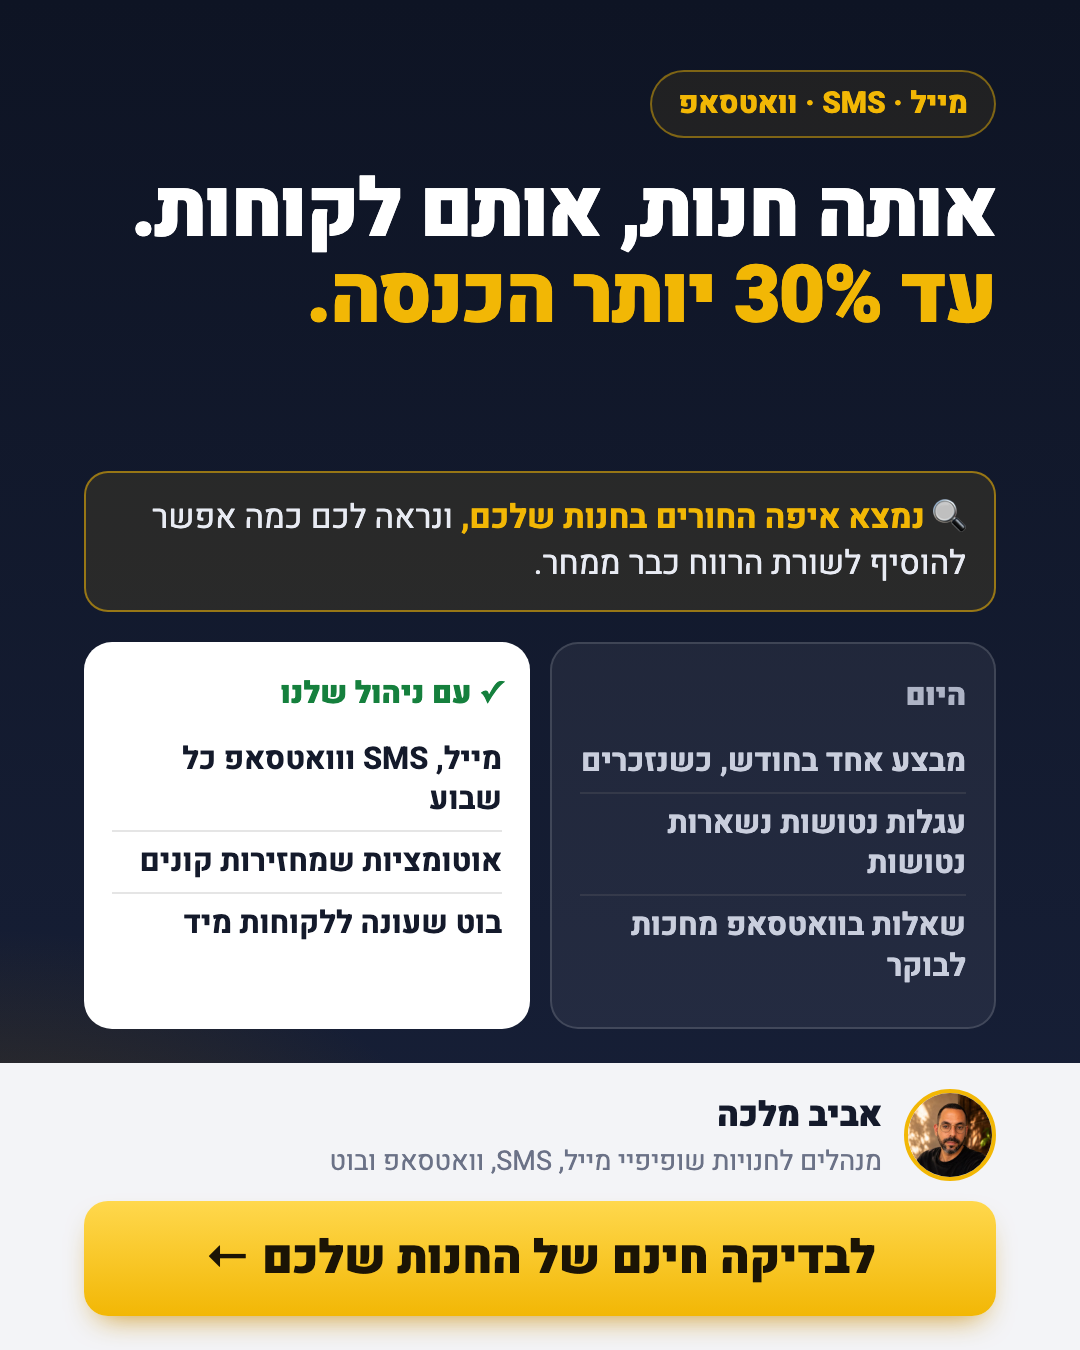 מייל · SMS · וואטסאפ
אותה חנות, אותם לקוחות.
עד 30% יותר הכנסה.
🔍 נמצא איפה החורים בחנות שלכם, ונראה לכם כמה אפשר
להוסיף לשורת הרווח כבר ממחר.
היום
מבצע אחד בחודש, כשנזכרים
עגלות נטושות נשארות
נטושות
שאלות בוואטסאפ מחכות
לבוקר
✓ עם ניהול שלנו
מייל, SMS ווואטסאפ כל
שבוע
אוטומציות שמחזירות קונים
בוט שעונה ללקוחות מיד
אביב מלכה
מנהלים לחנויות שופיפיי מייל, SMS, וואטסאפ ובוט
לבדיקה חינם של החנות שלכם ←